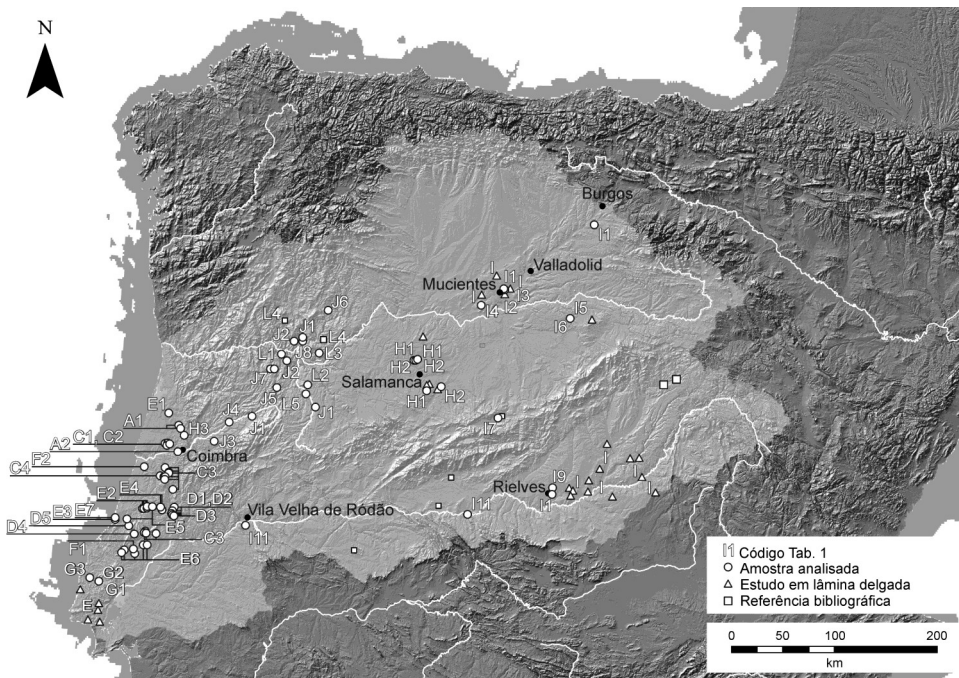 N
Burgos
I1
Valladolid
I
I1
I
Mucientes
I
I3
I4
I2
I5
I6
J6
L4
J1
L4
J2
J8
L3
L1
J2
J7
H1
H1
H2
H2
Salamanca
L2
J5
H1
H2
L5
J1
I7
E1
J4
J1
A1
H3
C1
C2
J3
A2
Coimbra
F2
C4
C3
I
I
I9
Rielves
I
I
I
I1
E4
E2
D1, D2
I11
Vila Velha de Ródão
E3
E7
D3
D5
E5
I11
D4
C3
F1
E6
G3
G2
G1
E
I1 Código Tab. 1
Amostra analisada
Estudo em lâmina delgada
Referência bibliográfica
0 50 100 200
km